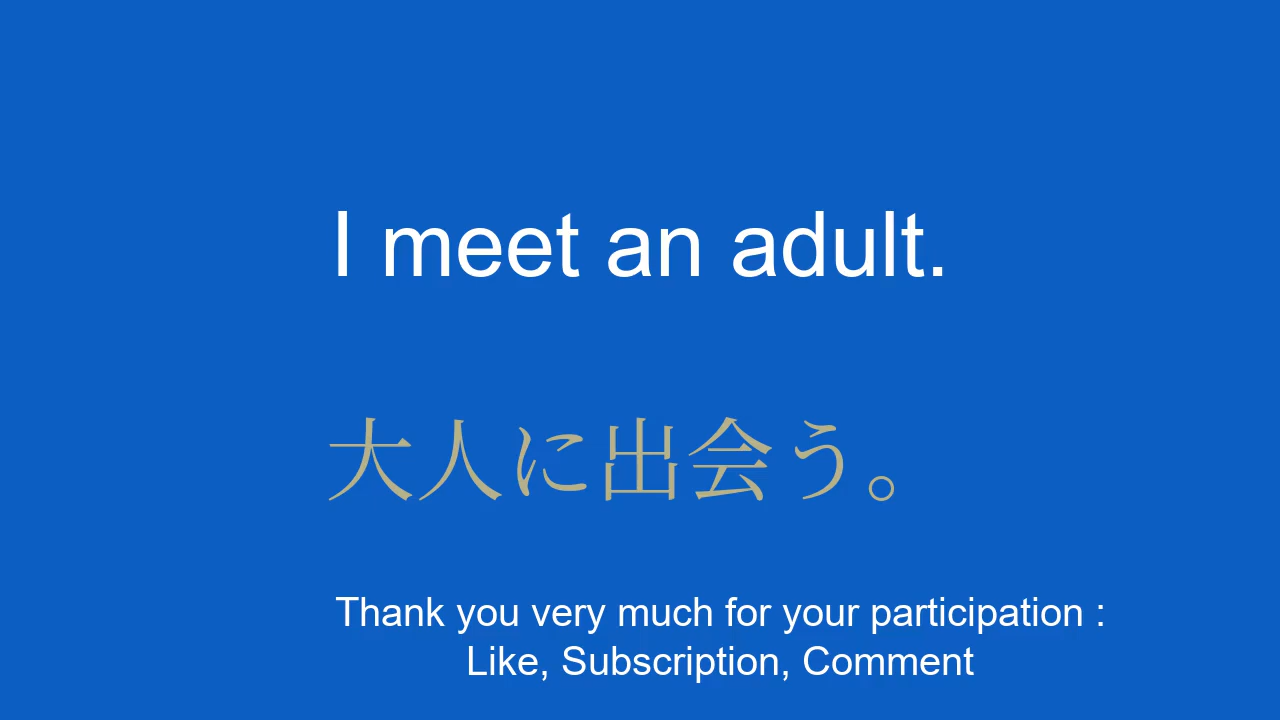 I meet an adult.
大人に出会う。
Thank you very much for your participation :
Like, Subscription, Comment